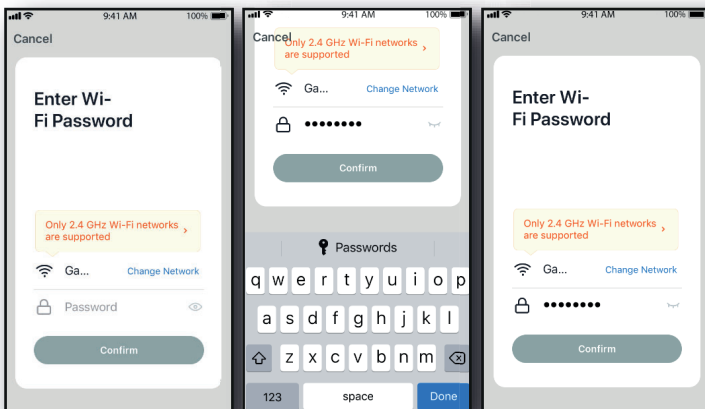 9:41 AM 100%
Cancel
Enter Wi-
Fi Password
Only 2.4 GHz Wi-Fi networks
are supported
Ga... Change Network
Password
Confirm
9:41 AM 100%
Cancel
Only 2.4 GHz Wi-Fi networks
are supported
Ga... Change Network
••••••••
Confirm
Passwords
q w e r t y u i o p
a s d f g h j k l
z x c v b n m
123 space Done
9:41 AM 100%
Cancel
Enter Wi-
Fi Password
Only 2.4 GHz Wi-Fi networks
are supported
Ga... Change Network
••••••••
Confirm